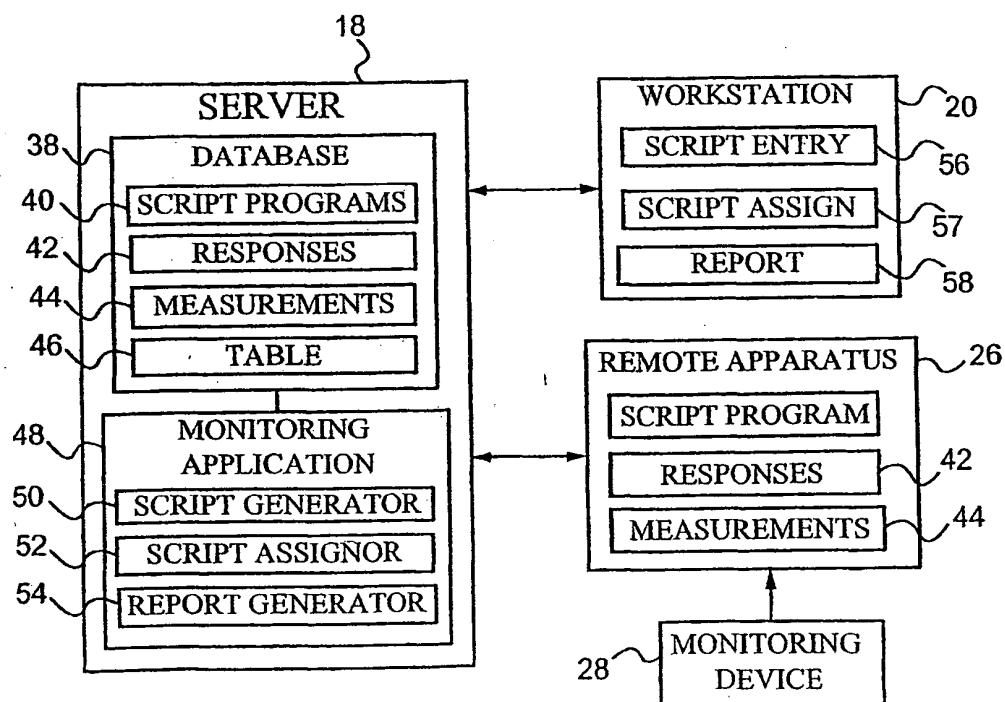 18
SERVER
38
DATABASE
40
SCRIPT PROGRAMS
42
RESPONSES
44
MEASUREMENTS
46
TABLE
48
MONITORING
APPLICATION
50
SCRIPT GENERATOR
52
SCRIPT ASSIGNOR
54
REPORT GENERATOR
WORKSTATION
20
SCRIPT ENTRY
56
SCRIPT ASSIGN
57
REPORT
58
REMOTE APPARATUS
26
SCRIPT PROGRAM
RESPONSES
42
MEASUREMENTS
44
28
MONITORING
DEVICE